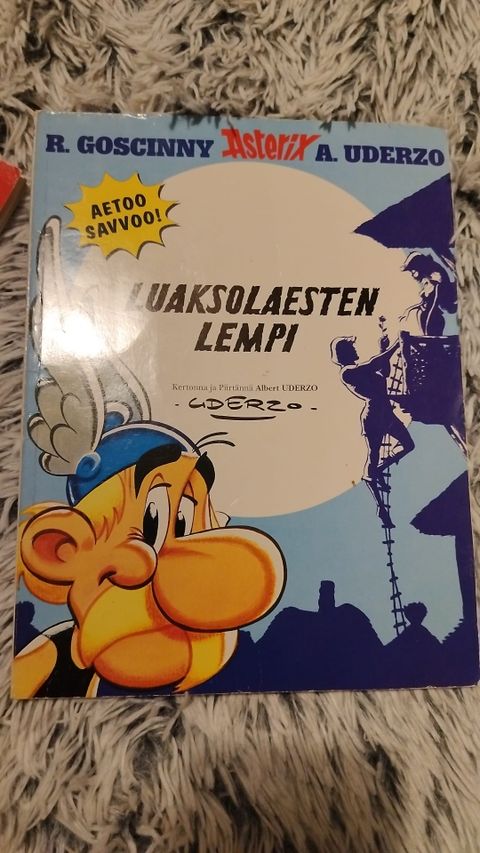 R. GOSCINNY Asterix A. UDERZO
AETOO
SAVVOO!
LUAKSOLAESTEN
LEMPI
Kertonna ja Piirtännä Albert UDERZO
-UDERZO-